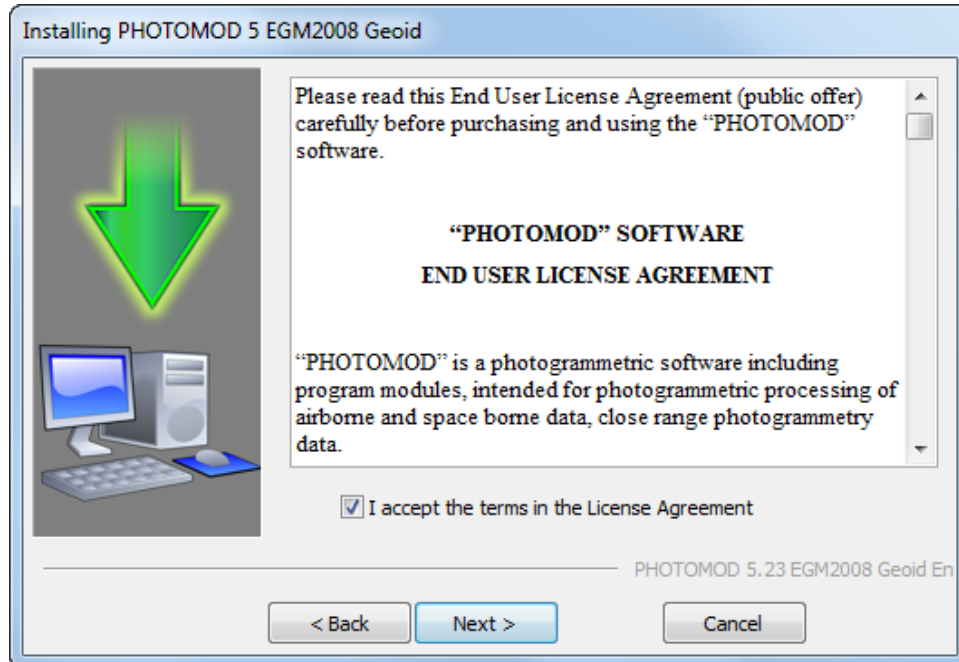 Installing PHOTOMOD 5 EGM2008 Geoid
Please read this End User License Agreement (public offer)
carefully before purchasing and using the “PHOTOMOD”
software.
“PHOTOMOD” SOFTWARE
END USER LICENSE AGREEMENT
“PHOTOMOD” is a photogrammetric software including
program modules, intended for photogrammetric processing of
airborne and space borne data, close range photogrammetry
data.
I accept the terms in the License Agreement
PHOTOMOD 5.23 EGM2008 Geoid En
< Back
Next >
Cancel